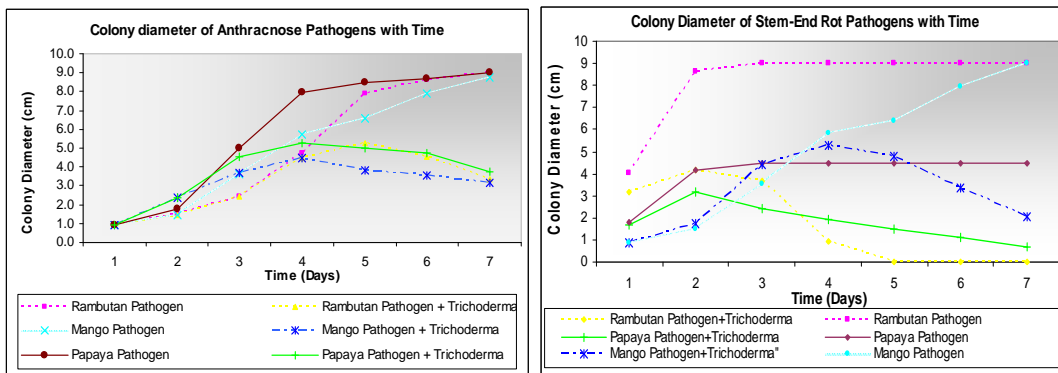 Colony diameter of Anthracnose Pathogens with Time
Colony Diameter (cm)
10.0
9.0
8.0
7.0
6.0
5.0
4.0
3.0
2.0
1.0
0.0
1 2 3 4 5 6 7
Time (Days)
Rambutan Pathogen Rambutan Pathogen + Trichoderma
Mango Pathogen Mango Pathogen + Trichoderma
Papaya Pathogen Papaya Pathogen + Trichoderma
Colony Diameter of Stem-End Rot Pathogens with Time
Colony Diameter (cm)
10
9
8
7
6
5
4
3
2
1
0
1 2 3 4 5 6 7
Time (Days)
Rambutan Pathogen+Trichoderma Rambutan Pathogen
Papaya Pathogen+Trichoderma Papaya Pathogen
Mango Pathogen+Trichoderma" Mango Pathogen